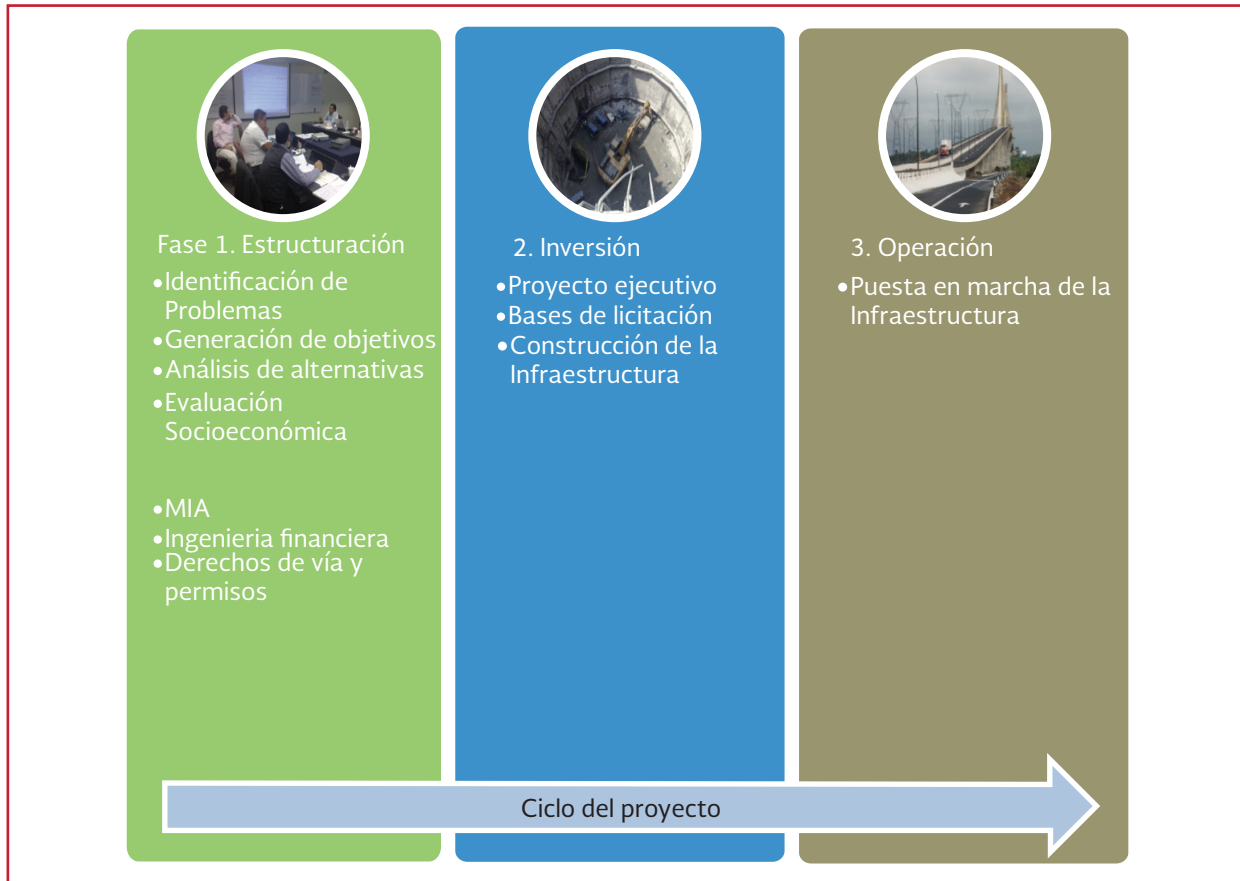 Fase 1. Estructuración
•Identificación de
Problemas
•Generación de objetivos
•Análisis de alternativas
•Evaluación
Socioeconómica
•MIA
•Ingenieria financiera
•Derechos de vía y
permisos
2. Inversión
•Proyecto ejecutivo
•Bases de licitación
•Construcción de la
Infraestructura
3. Operación
•Puesta en marcha de la
Infraestructura
Ciclo del proyecto